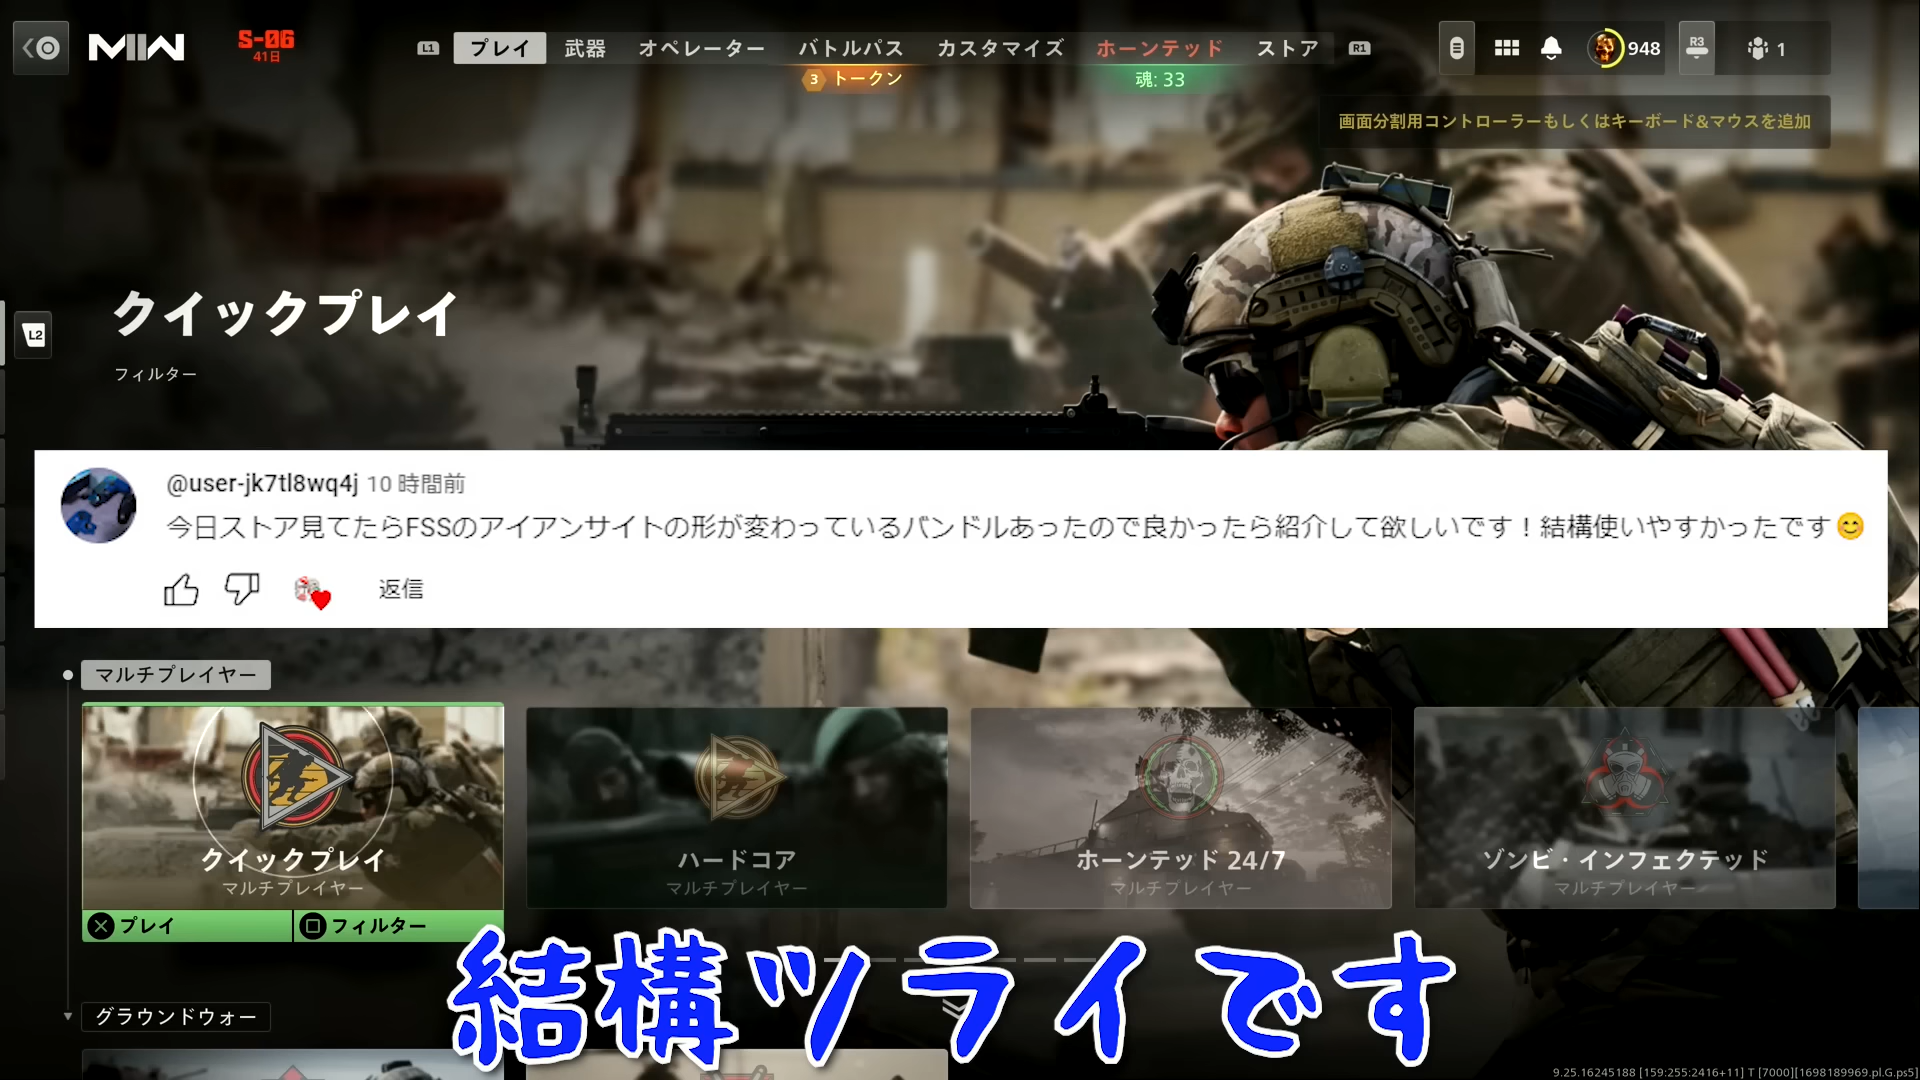 MWII
S-06
41日
L1
プレイ
武器
オペレーター
バトルパス
カスタマイズ
ホーンテッド
ストア
R1
3 トークン
魂: 33
948
R3
1
画面分割用コントローラーもしくはキーボード&マウスを追加
L2
クイックプレイ
フィルター
@user-jk7tl8wq4j 10 時間前
今日ストア見てたらFSSのアイアンサイトの形が変わっているバンドルあったので良かったら紹介して欲しいです！結構使いやすかったです😊
返信
マルチプレイヤー
クイックプレイ
マルチプレイヤー
プレイ
フィルター
ハードコア
マルチプレイヤー
ホーンテッド 24/7
マルチプレイヤー
ゾンビ・インフェクテッド
マルチプレイヤー
結構ツライです
グラウンドウォー
9.25.16245188 [159:255:2416+11] T [7000][1698189969.pl.G.ps5]